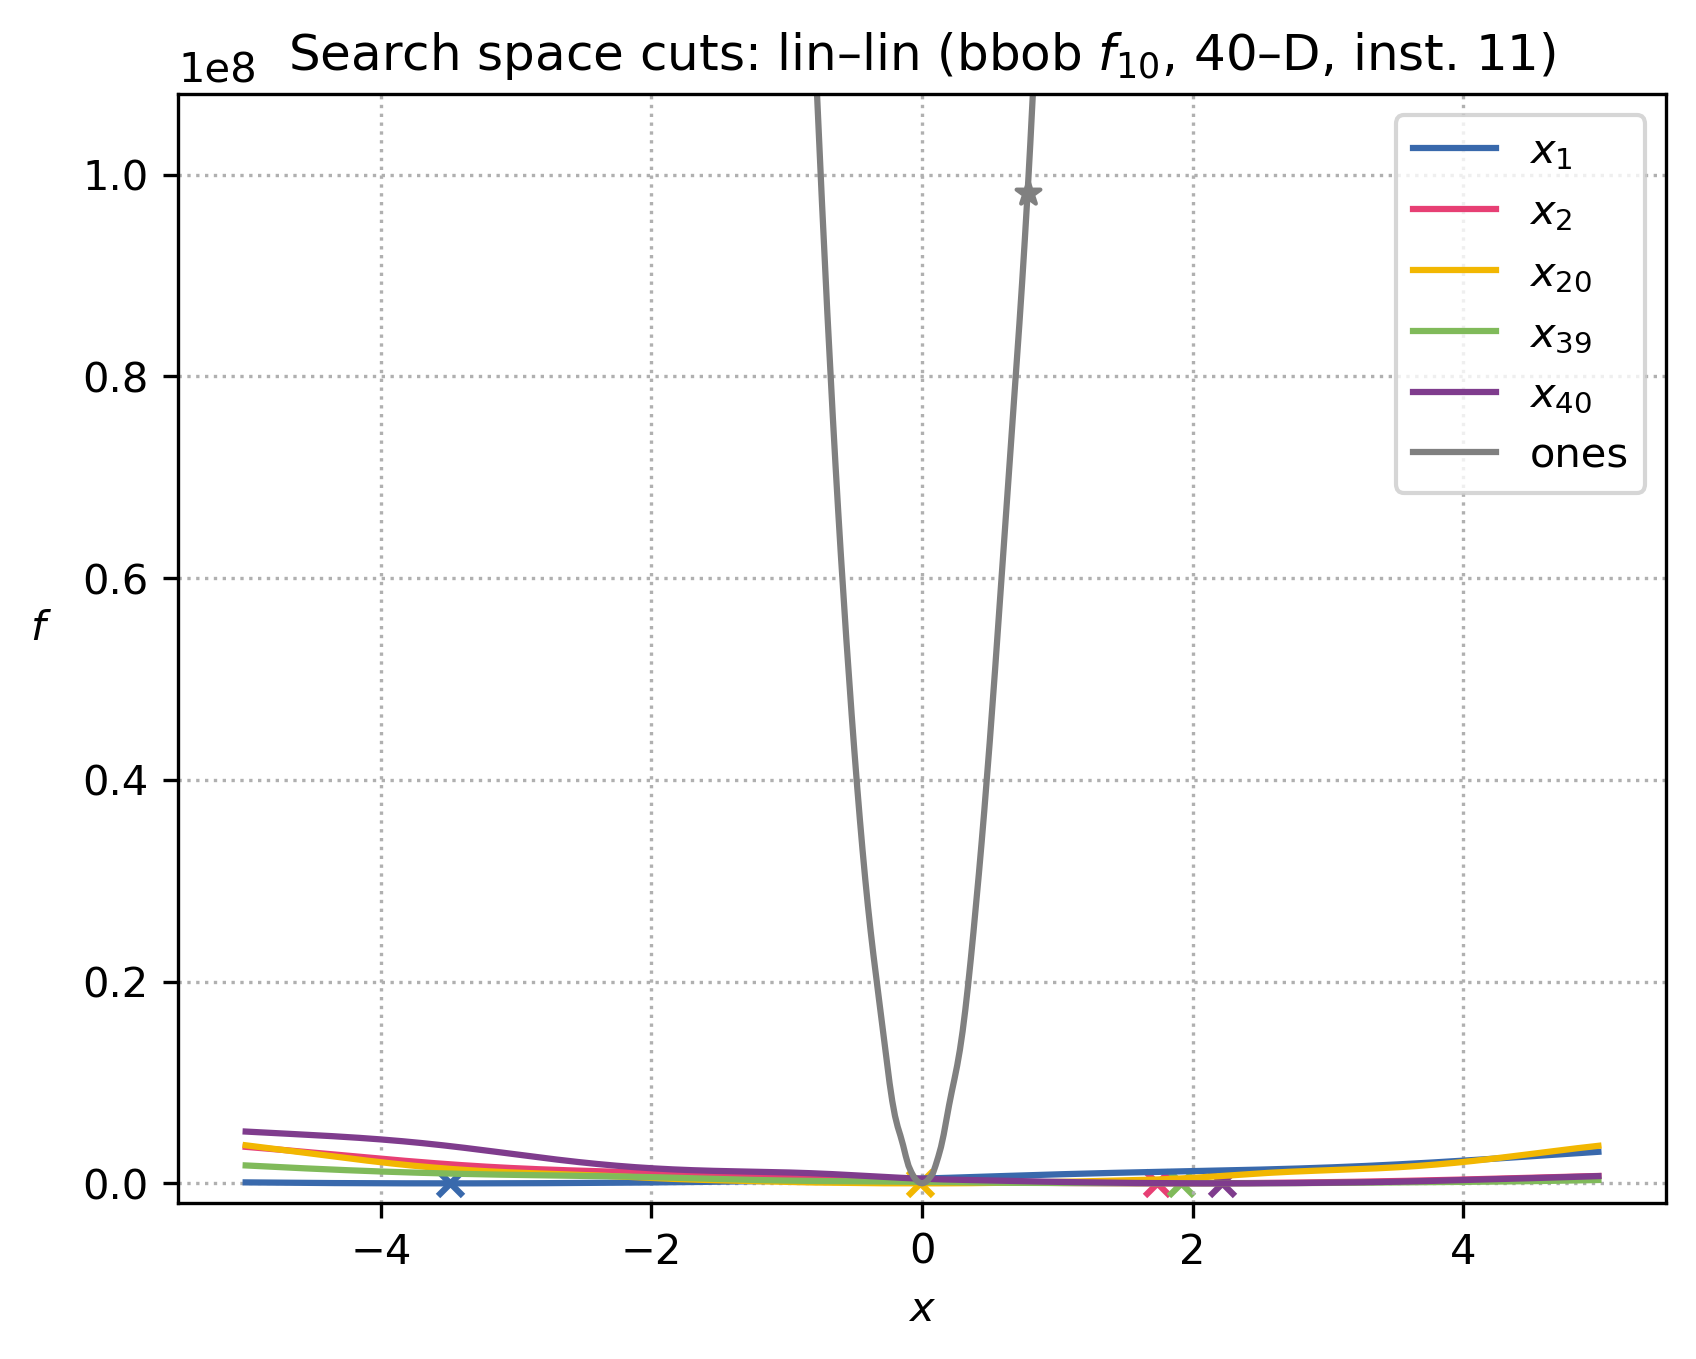 Search space cuts: lin–lin (bbob f10, 40–D, inst. 11)
1e8
1.0
0.8
0.6
0.4
0.2
0.0
f
−4
−2
0
2
4
x
x1
x2
x20
x39
x40
ones